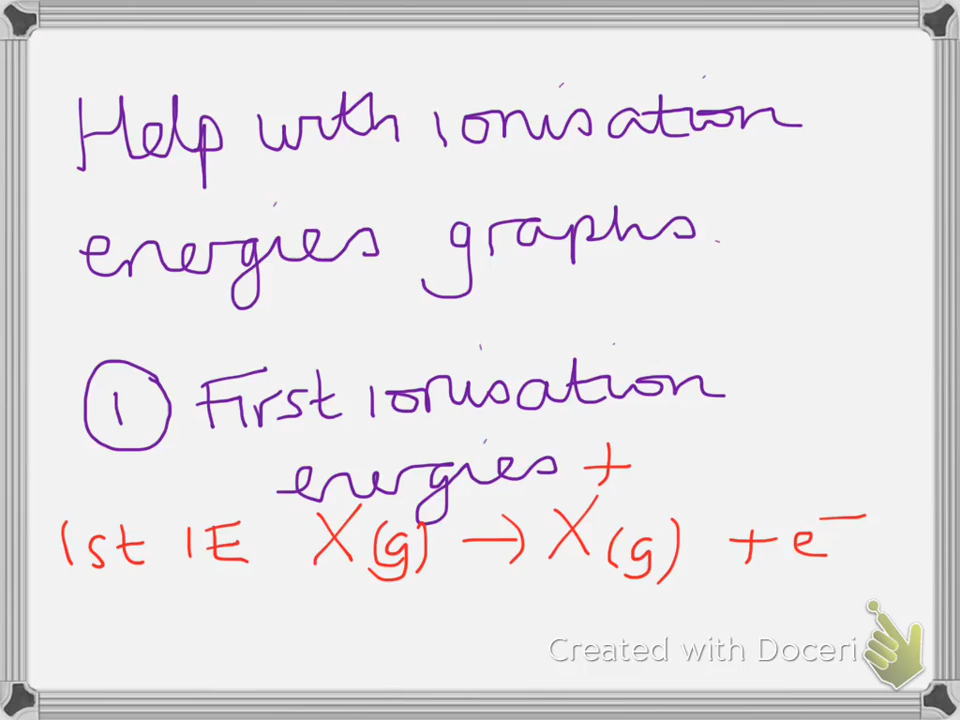 Help with ionisation
energies graphs.
① First ionisation
energies
1st IE X(g) → X⁺(g) + e⁻
Created with Doceri